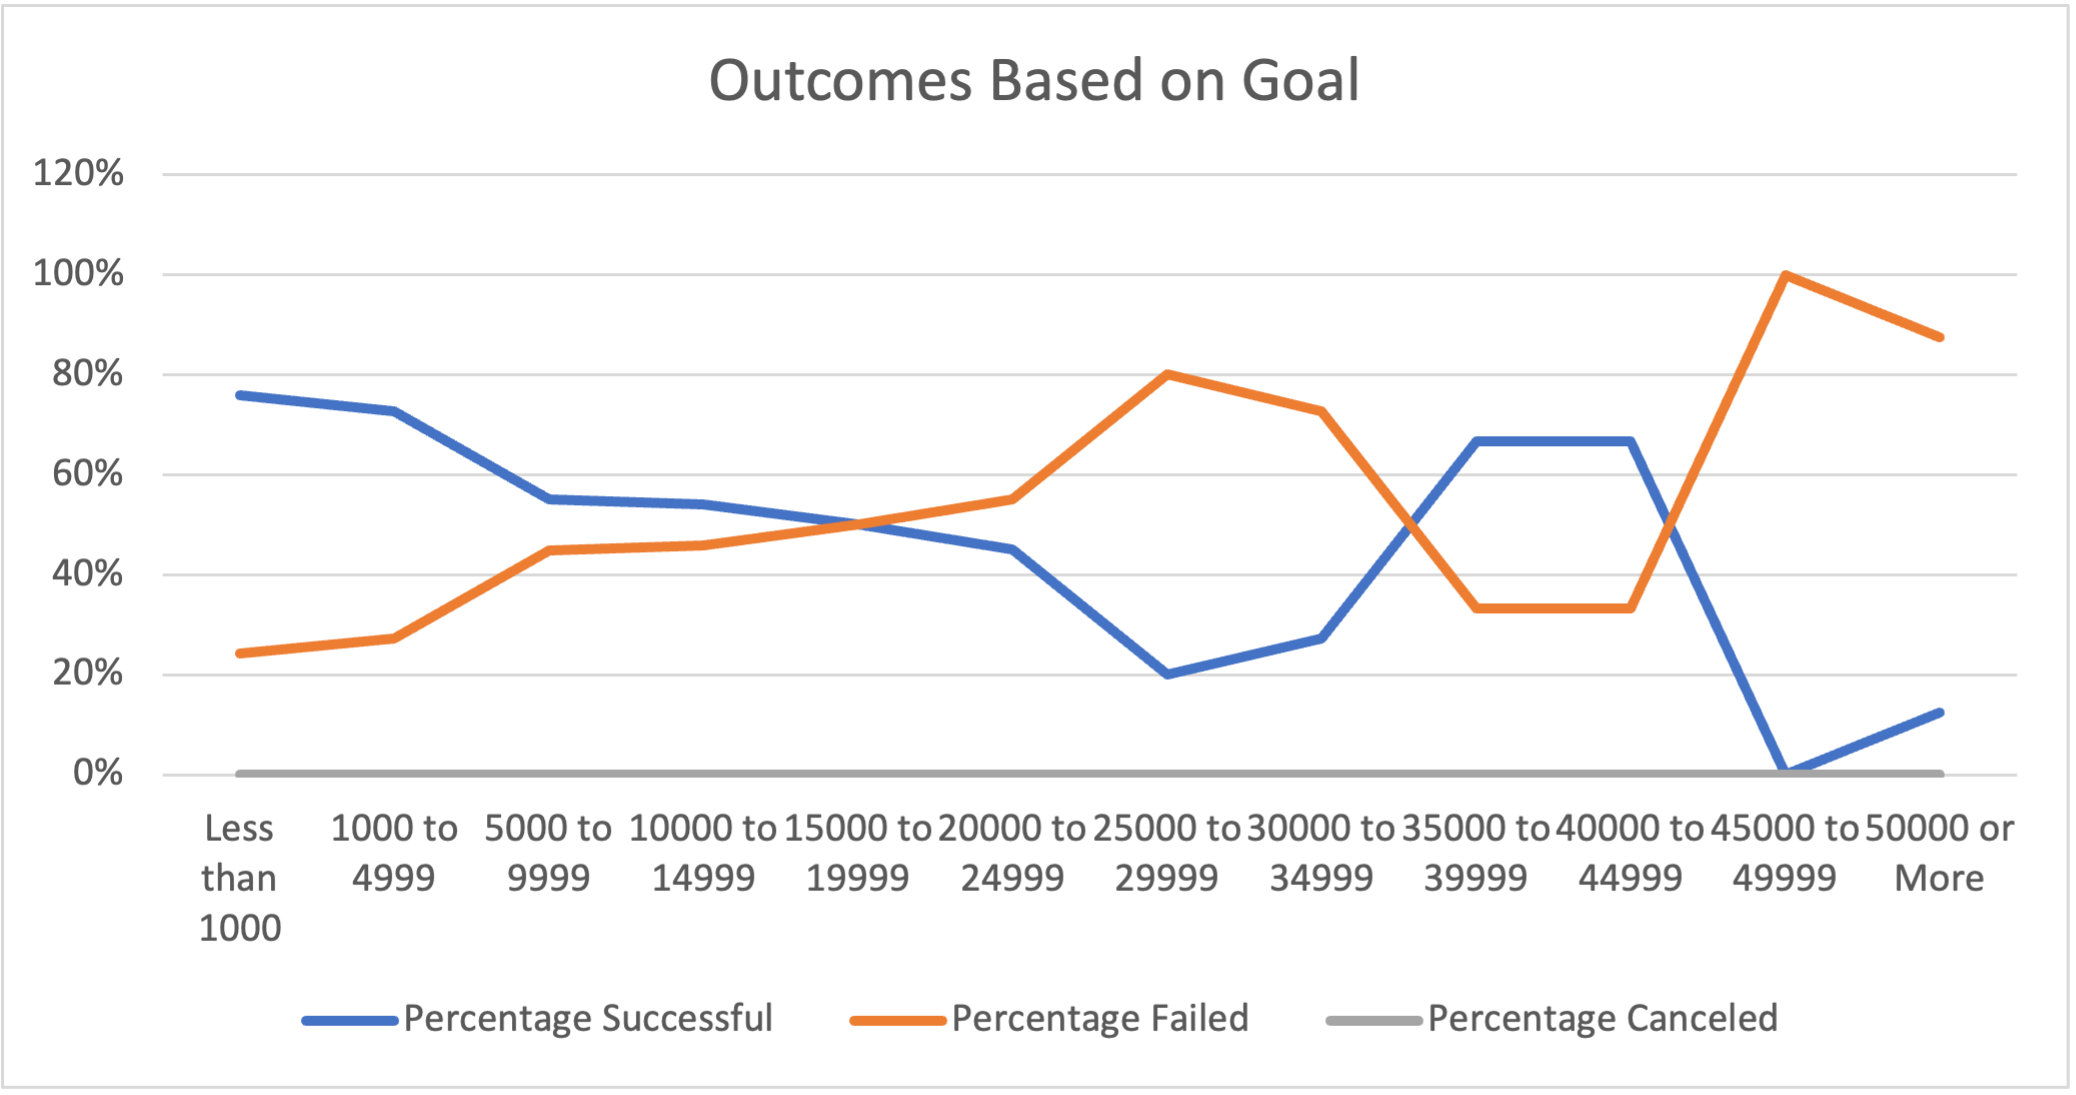 Outcomes Based on Goal
120%
100%
80%
60%
40%
20%
0%
Less than 1000
1000 to 4999
5000 to 9999
10000 to 14999
15000 to 19999
20000 to 24999
25000 to 29999
30000 to 34999
35000 to 39999
40000 to 44999
45000 to 49999
50000 or More
Percentage Successful
Percentage Failed
Percentage Canceled